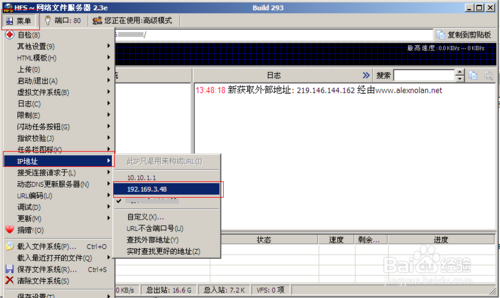 HFS ~ 网络文件服务器 2.3e
Build 293
菜单
端口: 80
您正在使用:高级模式
复制到剪贴板
最高速度: 0.0 KB/s
日志
搜索
13:48:18 新获取外部地址: 219.146.144.162 经由www.alexnolan.net
自检(8)
其他设置(9)
HTML模板(M)
上传(0)
启动/退出(A)
虚拟文件系统(B)
日志(C)
限制(E)
闪动任务按钮(G)
指纹校验(J)
任务栏图标(K)
IP地址
接受连接请求于(L)
动态DNS更新服务器(N)
URL编码(U)
调试(D)
更新(M)
捐赠!(O)
载入文件系统(P)... Ctrl+O
载入最近打开的文件(Q)
保存文件系统(R)... Ctrl+S
清除文件系统(S)
保存设置(T)
此IP只是用来构成URL(I)
10.10.1.1
192.169.3.48
自定义(X)...
URL不含端口号(U)
查找外部地址(Y)
实时查找更好的地址(Z)
状态
速度
剩余...
进度
KB/s
总出站: 16.6 G
总入站: 7.2 K
VFS: 0 项
Baidu 经验